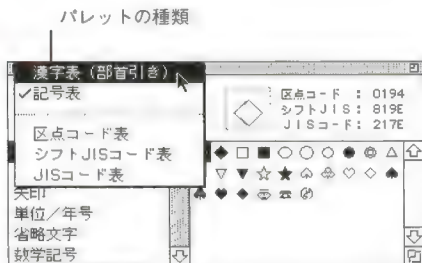 パレットの種類
漢字表（部首引き）
✓記号表
区点コード表
シフトJISコード表
JISコード表
区点コード : 0194
シフトJIS: 819E
JISコード: 217E
矢印
単位／年号
省略文字
数学記号